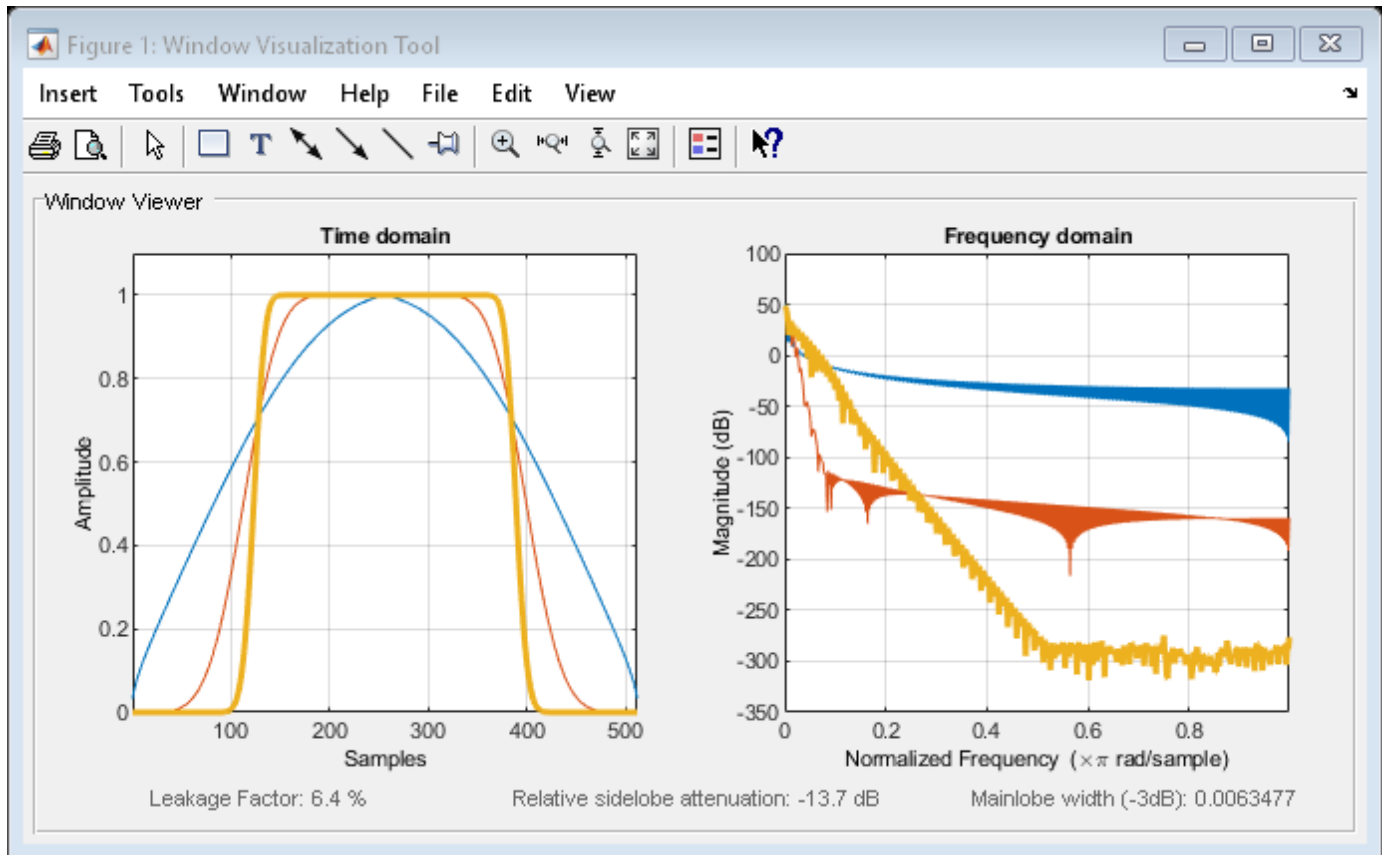 Figure 1: Window Visualization Tool
Insert Tools Window Help File Edit View
T
?
Window Viewer
Time domain
1
0.8
0.6
0.4
0.2
0
Amplitude
100 200 300 400 500
Samples
Frequency domain
100
50
0
-50
-100
-150
-200
-250
-300
-350
Magnitude (dB)
0 0.2 0.4 0.6 0.8
Normalized Frequency (×π rad/sample)
Leakage Factor: 6.4 % Relative sidelobe attenuation: -13.7 dB Mainlobe width (-3dB): 0.0063477